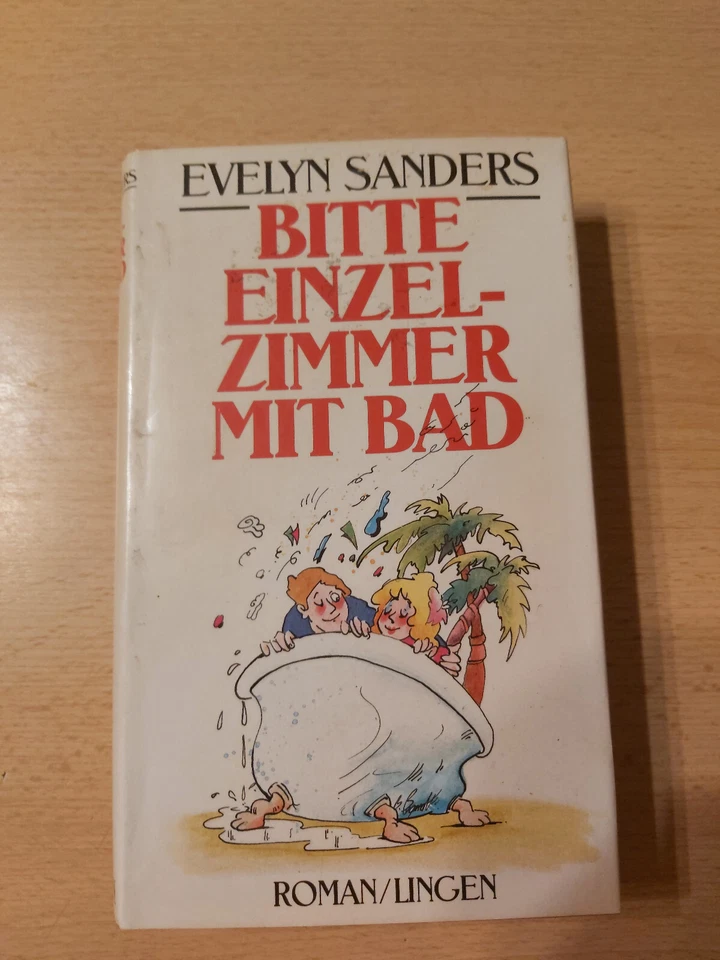 EVELYN SANDERS
BITTE
EINZEL-
ZIMMER
MIT BAD
ROMAN/LINGEN